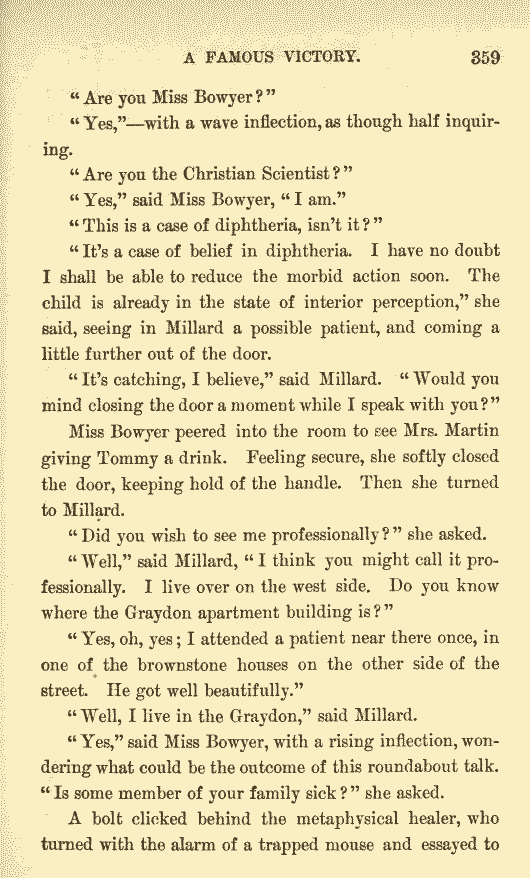 A FAMOUS VICTORY. 359
“Are you Miss Bowyer?”
“Yes,”—with a wave inflection, as though half inquir-
ing.
“Are you the Christian Scientist?”
“Yes,” said Miss Bowyer, “I am.”
“This is a case of diphtheria, isn’t it?”
“It’s a case of belief in diphtheria. I have no doubt
I shall be able to reduce the morbid action soon. The
child is already in the state of interior perception,” she
said, seeing in Millard a possible patient, and coming a
little further out of the door.
“It’s catching, I believe,” said Millard. “Would you
mind closing the door a moment while I speak with you?”
Miss Bowyer peered into the room to see Mrs. Martin
giving Tommy a drink. Feeling secure, she softly closed
the door, keeping hold of the handle. Then she turned
to Millard.
“Did you wish to see me professionally?” she asked.
“Well,” said Millard, “I think you might call it pro-
fessionally. I live over on the west side. Do you know
where the Graydon apartment building is?”
“Yes, oh, yes; I attended a patient near there once, in
one of the brownstone houses on the other side of the
street. He got well beautifully.”
“Well, I live in the Graydon,” said Millard.
“Yes,” said Miss Bowyer, with a rising inflection, won-
dering what could be the outcome of this roundabout talk.
“Is some member of your family sick?” she asked.
A bolt clicked behind the metaphysical healer, who
turned with the alarm of a trapped mouse and essayed to